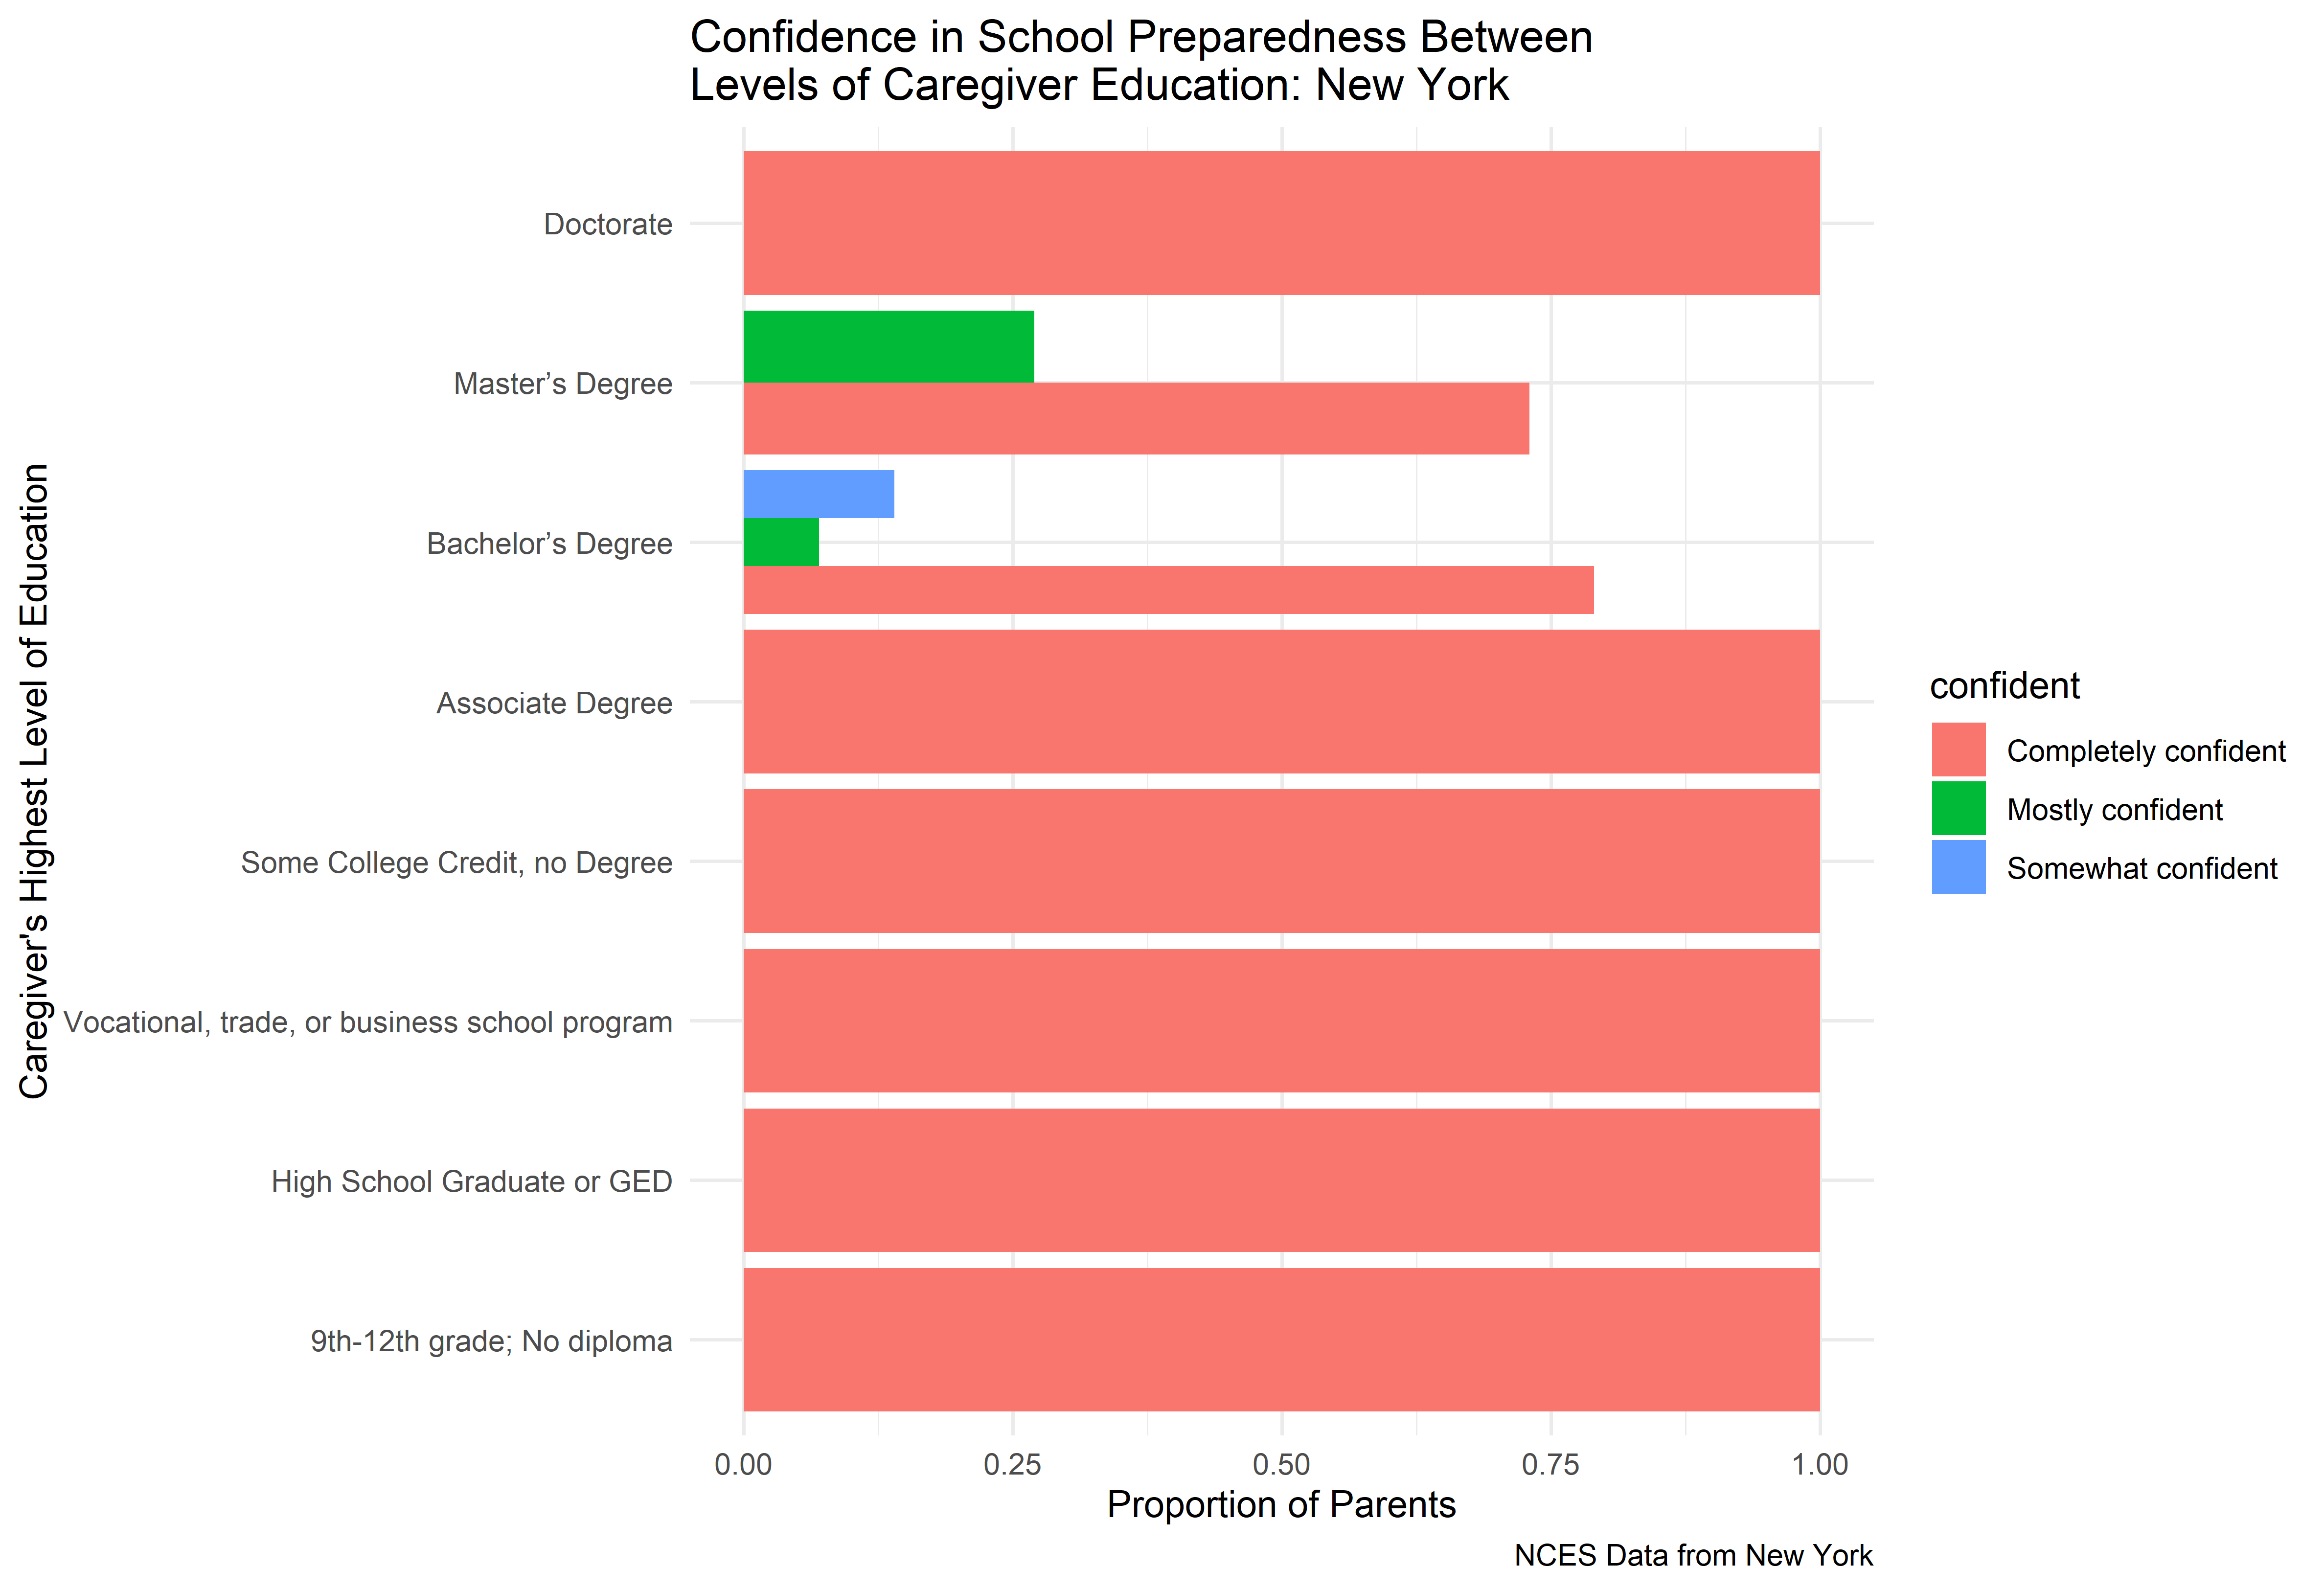 Confidence in School Preparedness Between
Levels of Caregiver Education: New York
Caregiver's Highest Level of Education
Doctorate
Master’s Degree
Bachelor’s Degree
Associate Degree
Some College Credit, no Degree
Vocational, trade, or business school program
High School Graduate or GED
9th-12th grade; No diploma
0.00 0.25 0.50 0.75 1.00
Proportion of Parents
confident
Completely confident
Mostly confident
Somewhat confident
NCES Data from New York